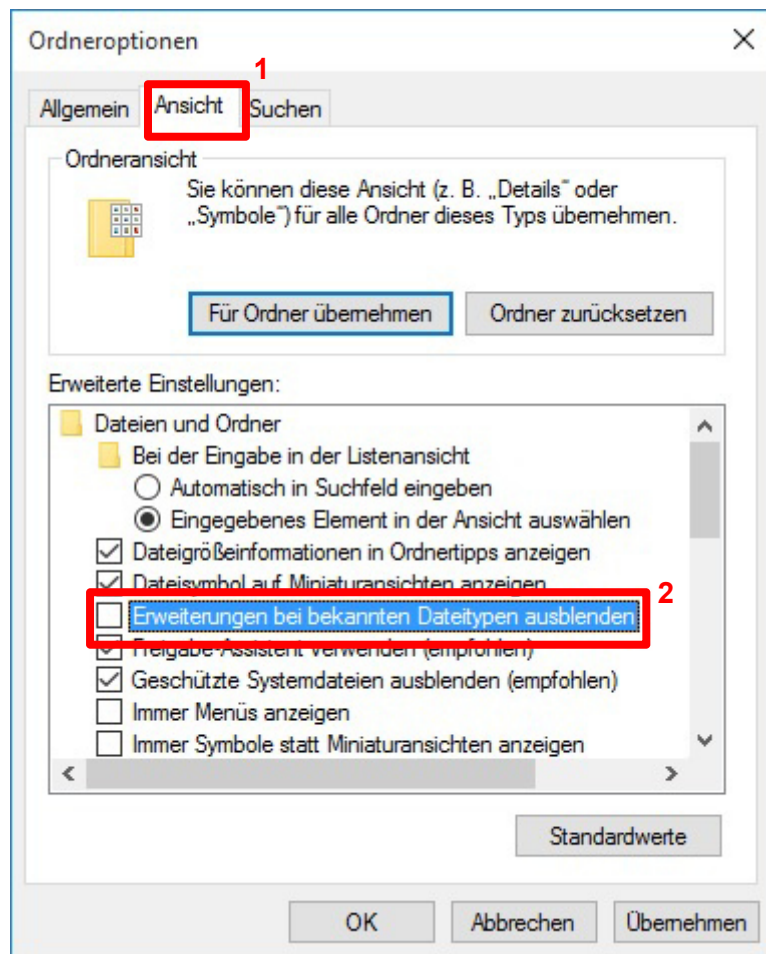 Ordneroptionen
1
Allgemein Ansicht Suchen
Ordneransicht
Sie können diese Ansicht (z. B. „Details" oder
„Symbole") für alle Ordner dieses Typs übernehmen.
Für Ordner übernehmen Ordner zurücksetzen
Erweiterte Einstellungen:
Dateien und Ordner
Bei der Eingabe in der Listenansicht
Automatisch in Suchfeld eingeben
Eingegebenes Element in der Ansicht auswählen
Dateigrößeinformationen in Ordnertipps anzeigen
Dateisymbol auf Miniaturansichten anzeigen
2
Erweiterungen bei bekannten Dateitypen ausblenden
Freigabe-Assistent verwenden (empfohlen)
Geschützte Systemdateien ausblenden (empfohlen)
Immer Menüs anzeigen
Immer Symbole statt Miniaturansichten anzeigen
Standardwerte
OK Abbrechen Übernehmen